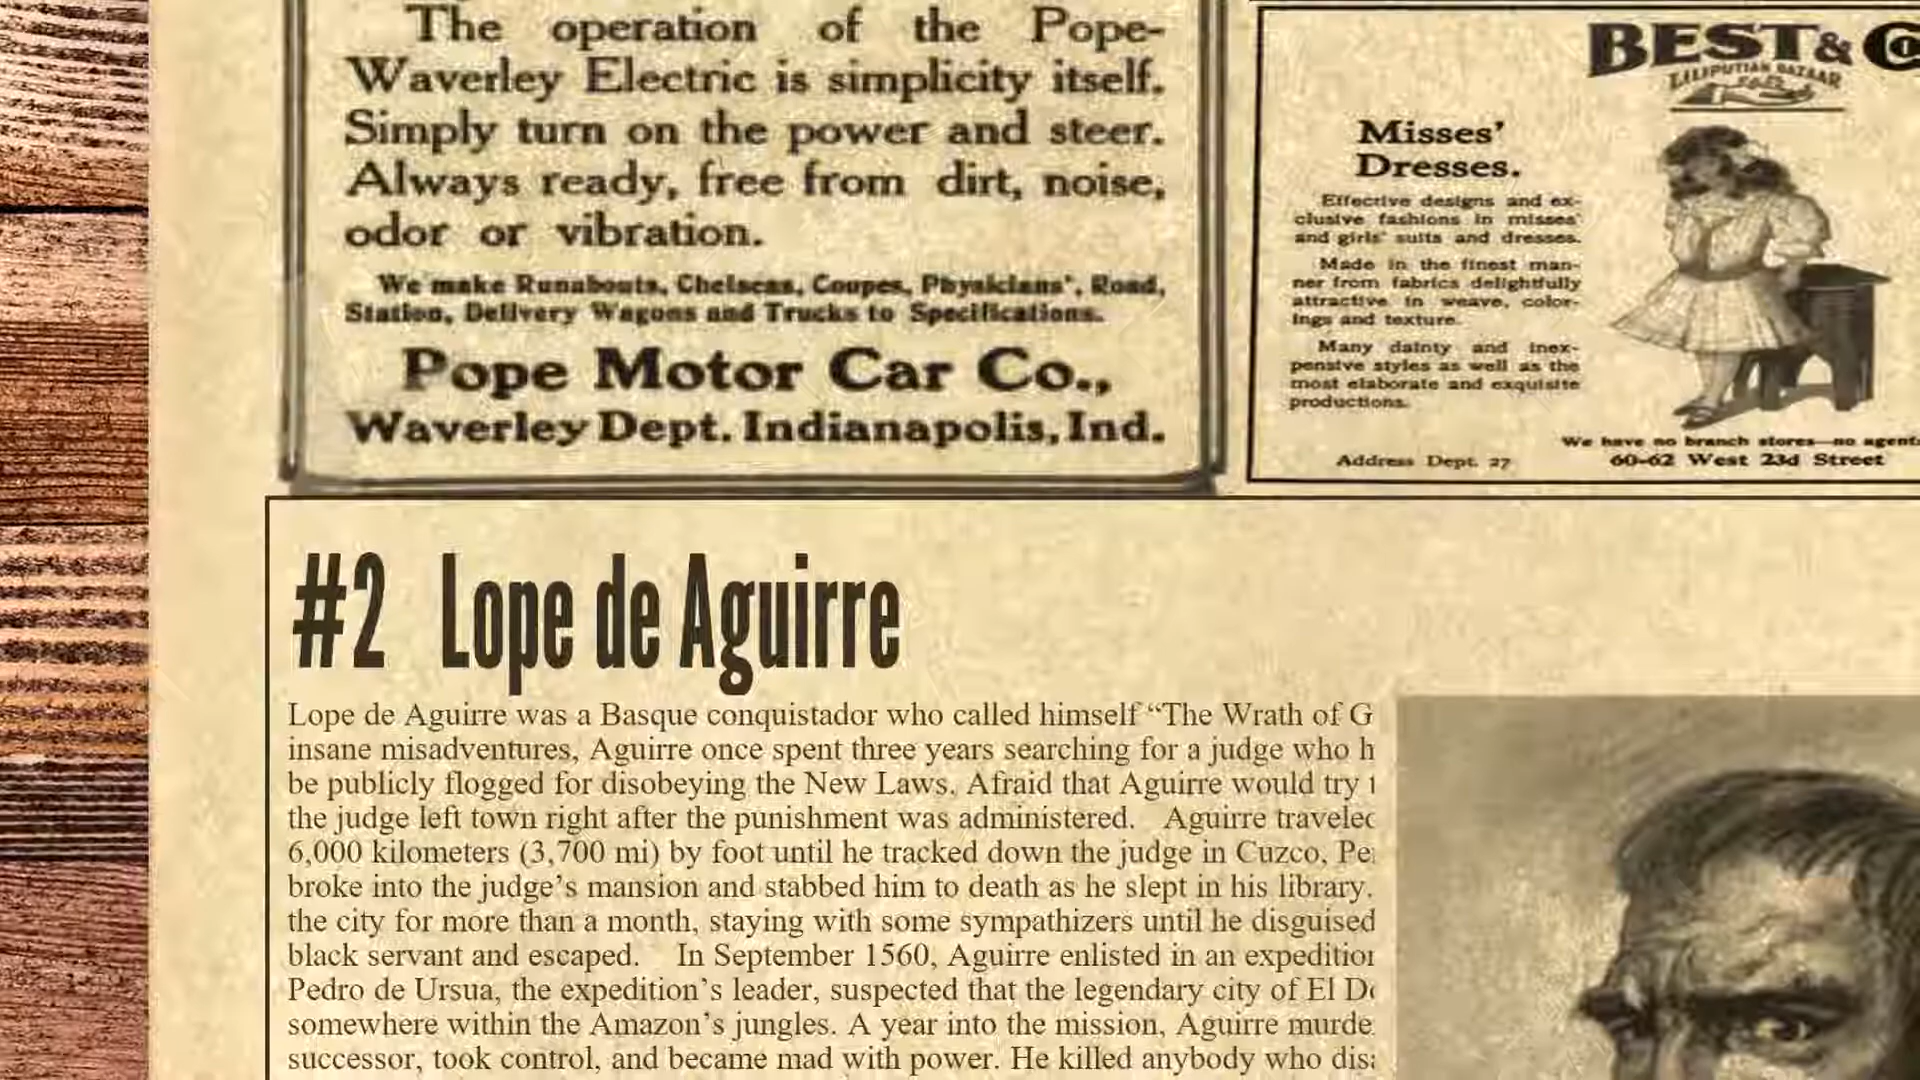 The operation of the Pope-
Waverley Electric is simplicity itself.
Simply turn on the power and steer.
Always ready, free from dirt, noise,
odor or vibration.
We make Runabouts, Chelseas, Coupes, Physicians', Road,
Station, Delivery Wagons and Trucks to Specifications.
Pope Motor Car Co.,
Waverley Dept. Indianapolis, Ind.
BEST & C
LILIPUTIAN BAZAAR
Misses'
Dresses.
Effective designs and ex-
clusive fashions in misses'
and girls' suits and dresses.
Made in the finest man-
ner from fabrics delightfully
attractive in weave, color-
ings and texture.
Many dainty and inex-
pensive styles as well as the
most elaborate and exquisite
productions.
We have no branch stores—no agents
Address Dept. 27
60-62 West 23d Street
#2 Lope de Aguirre
Lope de Aguirre was a Basque conquistador who called himself “The Wrath of G
insane misadventures, Aguirre once spent three years searching for a judge who h
be publicly flogged for disobeying the New Laws. Afraid that Aguirre would try
the judge left town right after the punishment was administered. Aguirre travele
6,000 kilometers (3,700 mi) by foot until he tracked down the judge in Cuzco, Pe
broke into the judge’s mansion and stabbed him to death as he slept in his library.
the city for more than a month, staying with some sympathizers until he disguised
black servant and escaped. In September 1560, Aguirre enlisted in an expeditio
Pedro de Ursua, the expedition’s leader, suspected that the legendary city of El D
somewhere within the Amazon’s jungles. A year into the mission, Aguirre murde
successor, took control, and became mad with power. He killed anybody who dis